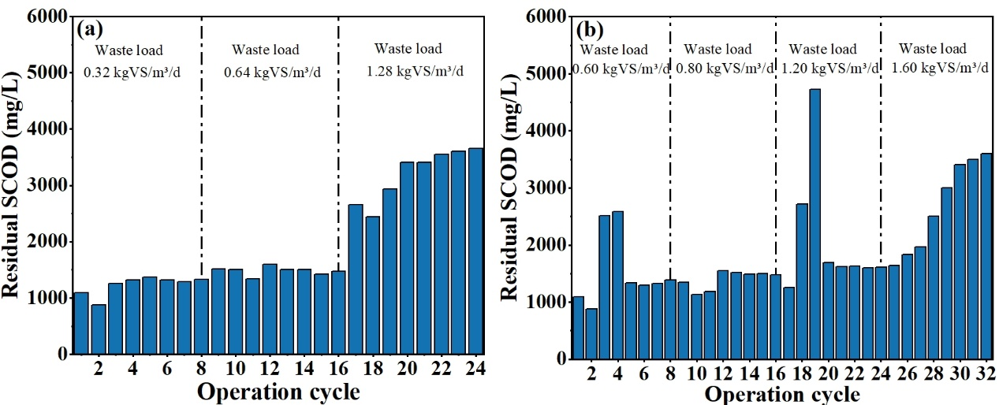 (a)
Residual SCOD (mg/L)
6000
5000
4000
3000
2000
1000
0
Waste load
0.32 kgVS/m³/d
Waste load
0.64 kgVS/m³/d
Waste load
1.28 kgVS/m³/d
2 4 6 8 10 12 14 16 18 20 22 24
Operation cycle
(b)
Residual SCOD (mg/L)
6000
5000
4000
3000
2000
1000
0
Waste load
0.60 kgVS/m³/d
Waste load
0.80 kgVS/m³/d
Waste load
1.20 kgVS/m³/d
Waste load
1.60 kgVS/m³/d
2 4 6 8 10 12 14 16 18 20 22 24 26 28 30 32
Operation cycle